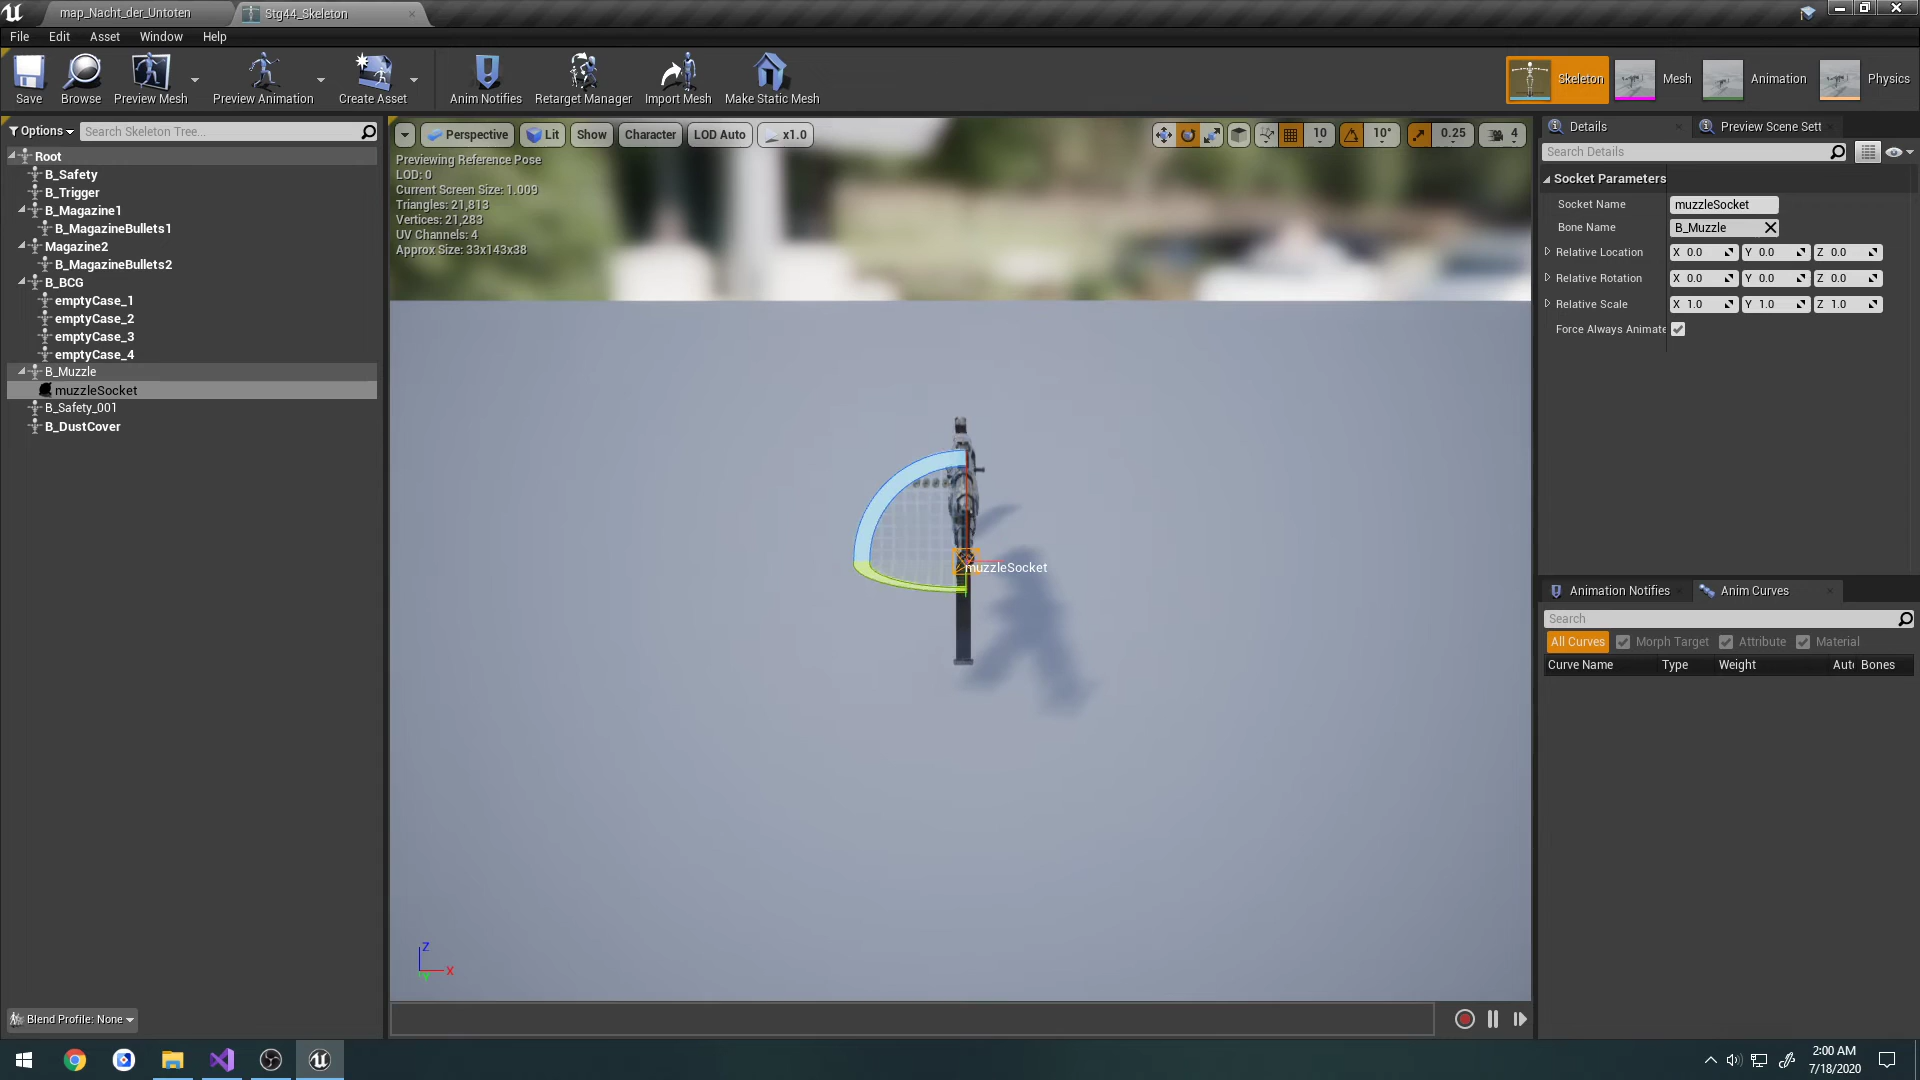 map_Nacht_der_Untoten
Stg44_Skeleton
File
Edit
Asset
Window
Help
Save
Browse
Preview Mesh
Preview Animation
Create Asset
Anim Notifies
Retarget Manager
Import Mesh
Make Static Mesh
Skeleton
Mesh
Animation
Physics
Options
Search Skeleton Tree...
Root
B_Safety
B_Trigger
B_Magazine1
B_MagazineBullets1
Magazine2
B_MagazineBullets2
B_BCG
emptyCase_1
emptyCase_2
emptyCase_3
emptyCase_4
B_Muzzle
muzzleSocket
B_Safety_001
B_DustCover
Blend Profile: None
Perspective
Lit
Show
Character
LOD Auto
x1.0
10
10°
0.25
4
Previewing Reference Pose
LOD: 0
Current Screen Size: 1.009
Triangles: 21,813
Vertices: 21,283
UV Channels: 4
Approx Size: 33x143x38
muzzleSocket
Z
X
Y
Details
Preview Scene Sett
Search Details
Socket Parameters
Socket Name muzzleSocket
Bone Name B_Muzzle
Relative Location X 0.0 Y 0.0 Z 0.0
Relative Rotation X 0.0 Y 0.0 Z 0.0
Relative Scale X 1.0 Y 1.0 Z 1.0
Force Always Animate
Animation Notifies
Anim Curves
Search
All Curves
Morph Target
Attribute
Material
Curve Name
Type
Weight
Aut
Bones
2:00 AM
7/18/2020